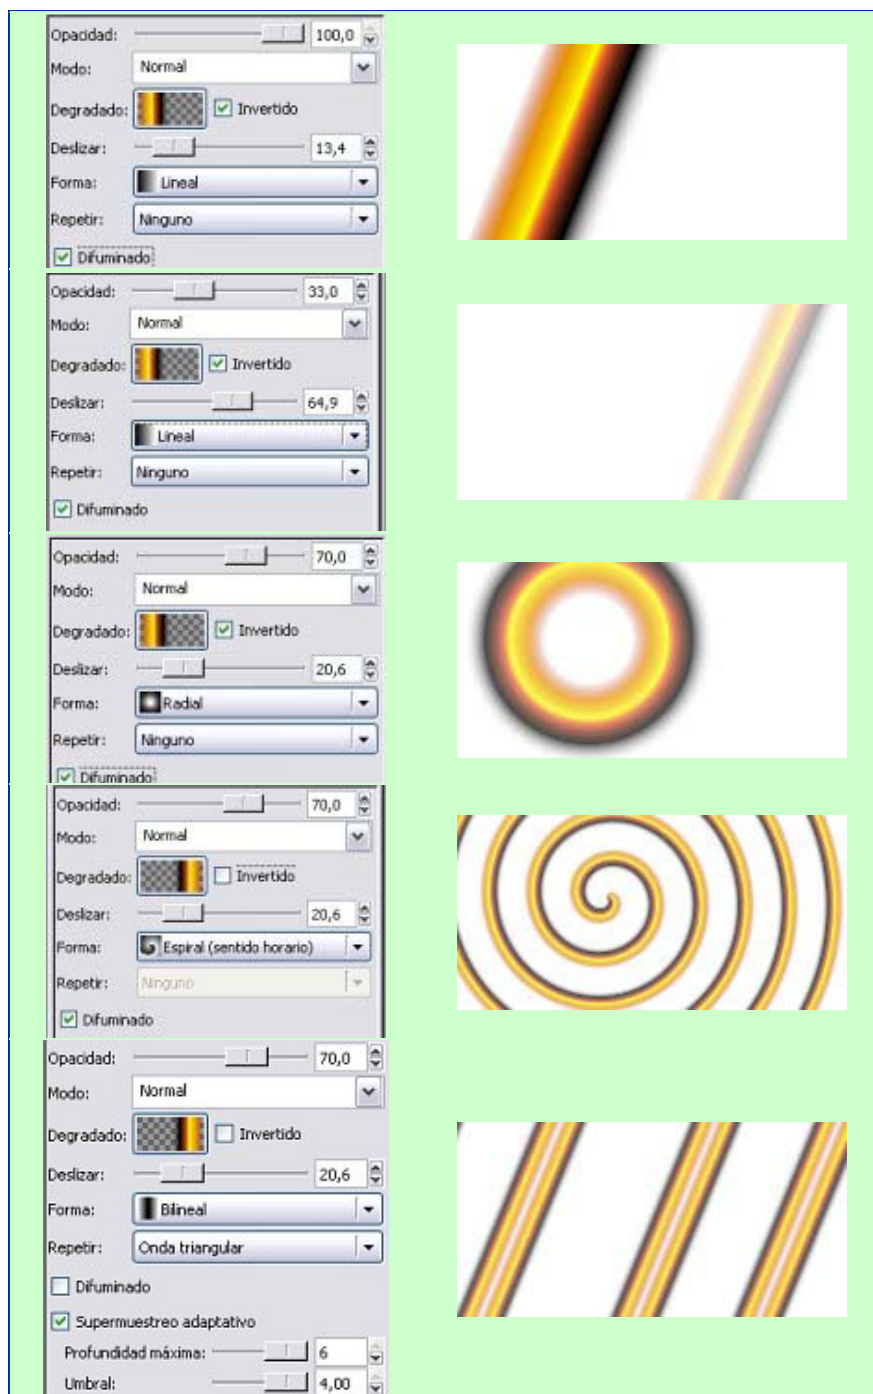 Opacidad: 100,0
Modo: Normal
Degradado: Invertido
Deslizar: 13,4
Forma: Lineal
Repetir: Ninguno
Difuminado
Opacidad: 33,0
Modo: Normal
Degradado: Invertido
Deslizar: 64,9
Forma: Lineal
Repetir: Ninguno
Difuminado
Opacidad: 70,0
Modo: Normal
Degradado: Invertido
Deslizar: 20,6
Forma: Radial
Repetir: Ninguno
Difuminado
Opacidad: 70,0
Modo: Normal
Degradado: Invertido
Deslizar: 20,6
Forma: Espiral (sentido horario)
Repetir: Ninguno
Difuminado
Opacidad: 70,0
Modo: Normal
Degradado: Invertido
Deslizar: 20,6
Forma: Bilineal
Repetir: Onda triangular
Difuminado
Supermuestreo adaptativo
Profundidad máxima: 6
Umbral: 4,00